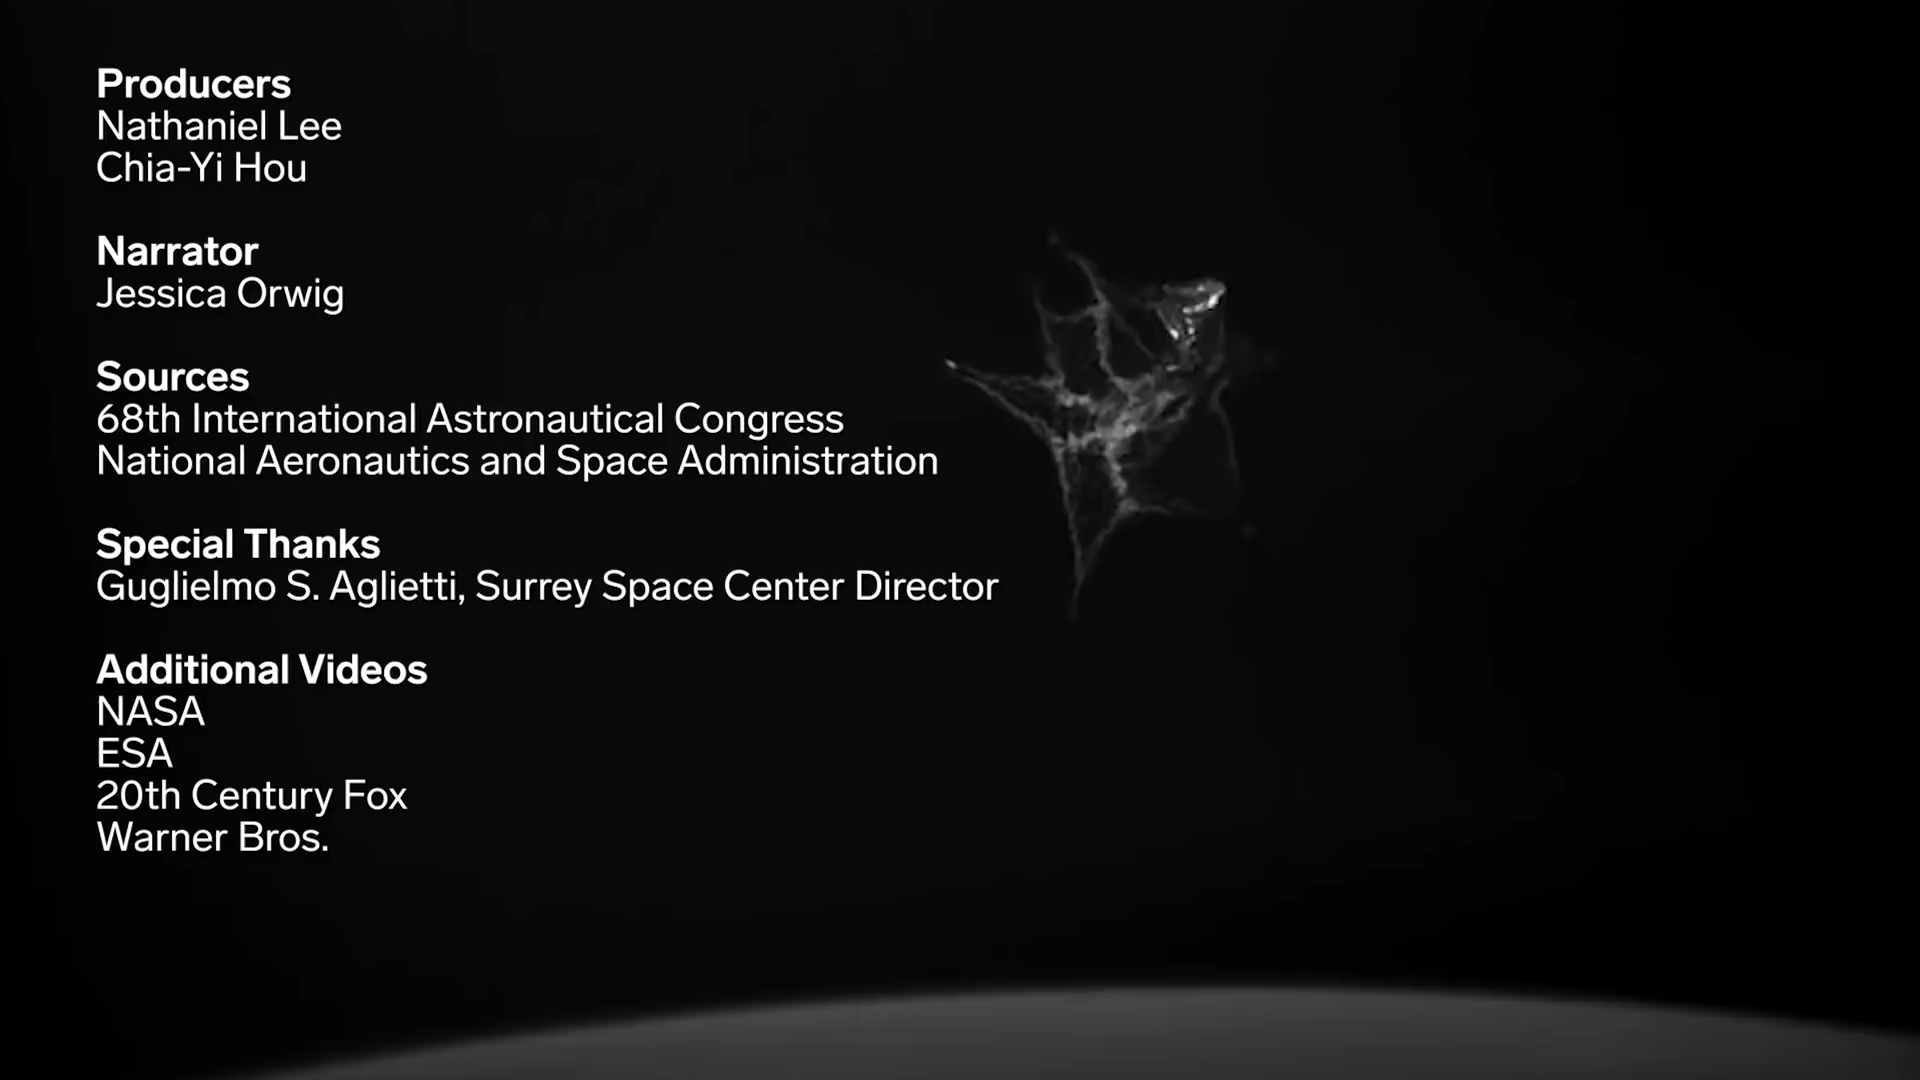 Producers
Nathaniel Lee
Chia-Yi Hou
Narrator
Jessica Orwig
Sources
68th International Astronautical Congress
National Aeronautics and Space Administration
Special Thanks
Guglielmo S. Aglietti, Surrey Space Center Director
Additional Videos
NASA
ESA
20th Century Fox
Warner Bros.